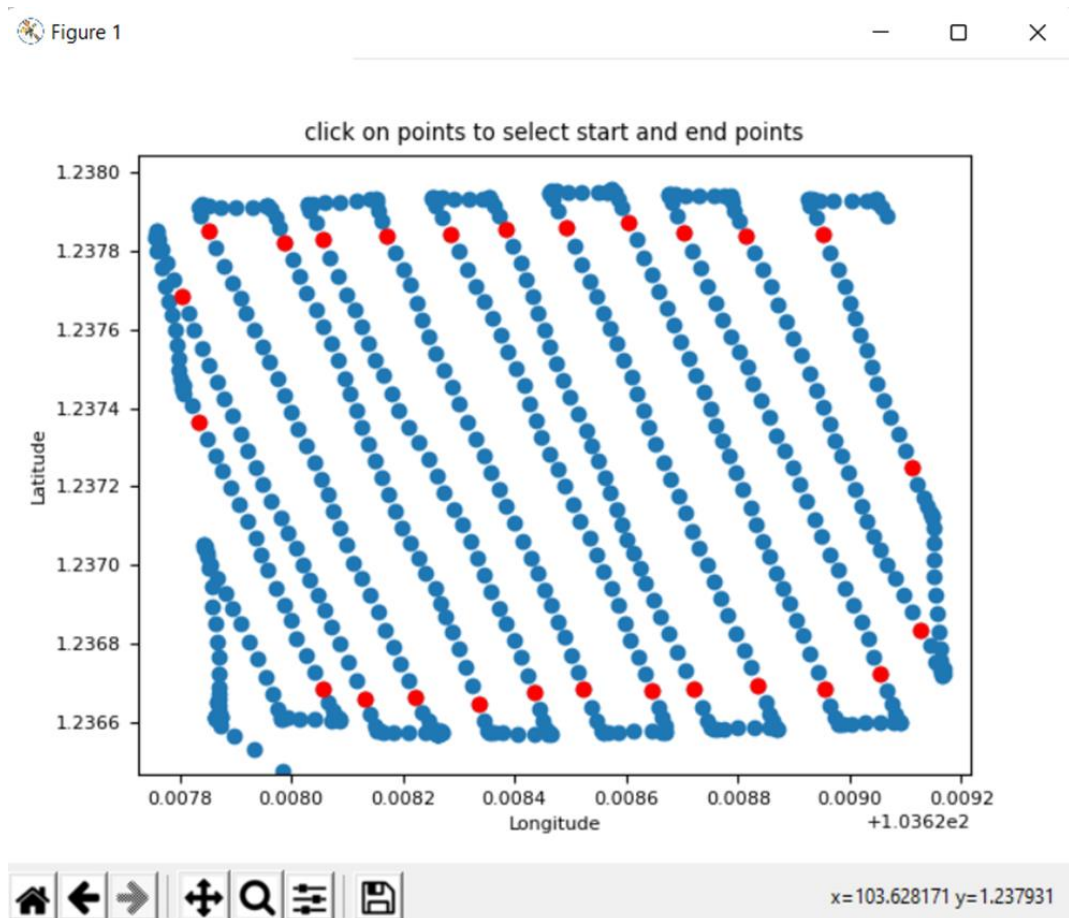 Figure 1
click on points to select start and end points
1.2380
1.2378
1.2376
1.2374
1.2372
1.2370
1.2368
1.2366
Latitude
0.0078 0.0080 0.0082 0.0084 0.0086 0.0088 0.0090 0.0092
Longitude
+1.0362e2
x=103.628171 y=1.237931